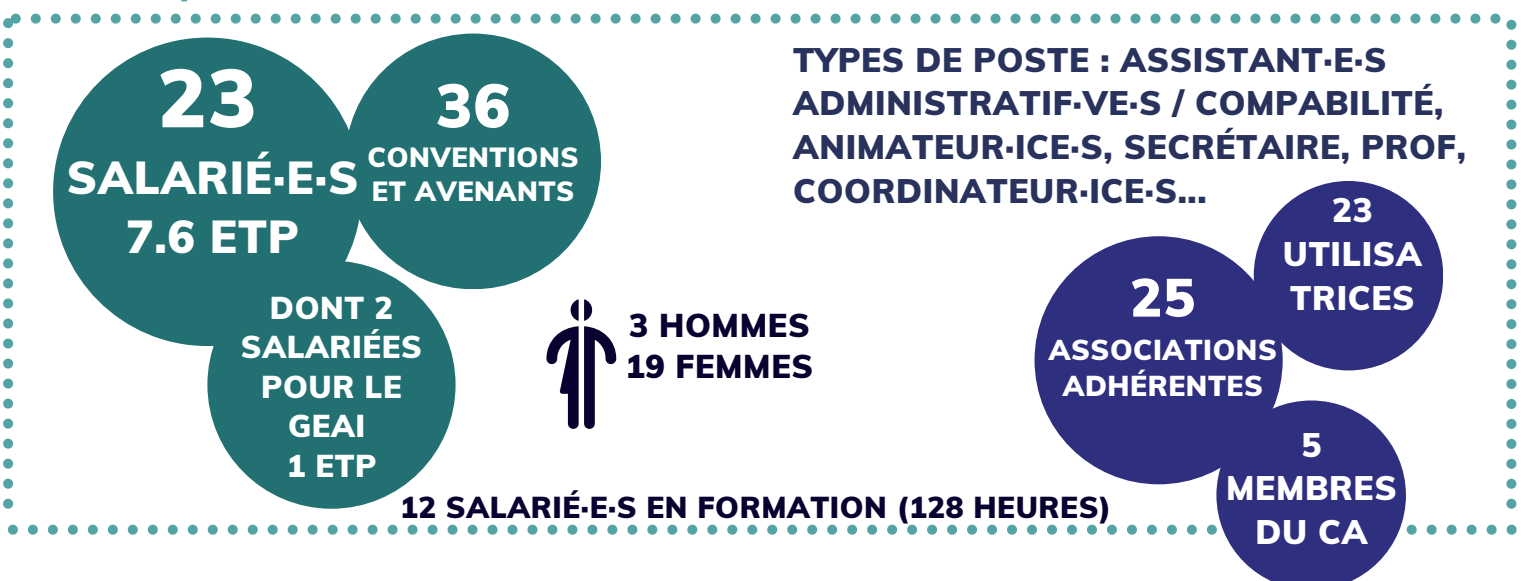 23
SALARIÉ·E·S
7.6 ETP
36
CONVENTIONS
ET AVENANTS
DONT 2
SALARIÉES
POUR LE
GEAI
1 ETP
3 HOMMES
19 FEMMES
12 SALARIÉ·E·S EN FORMATION (128 HEURES)
TYPES DE POSTE : ASSISTANT·E·S
ADMINISTRATIF·VE·S / COMPABILITÉ,
ANIMATEUR·ICE·S, SECRÉTAIRE, PROF,
COORDINATEUR·ICE·S...
23
UTILISA
TRICES
25
ASSOCIATIONS
ADHÉRENTES
5
MEMBRES
DU CA